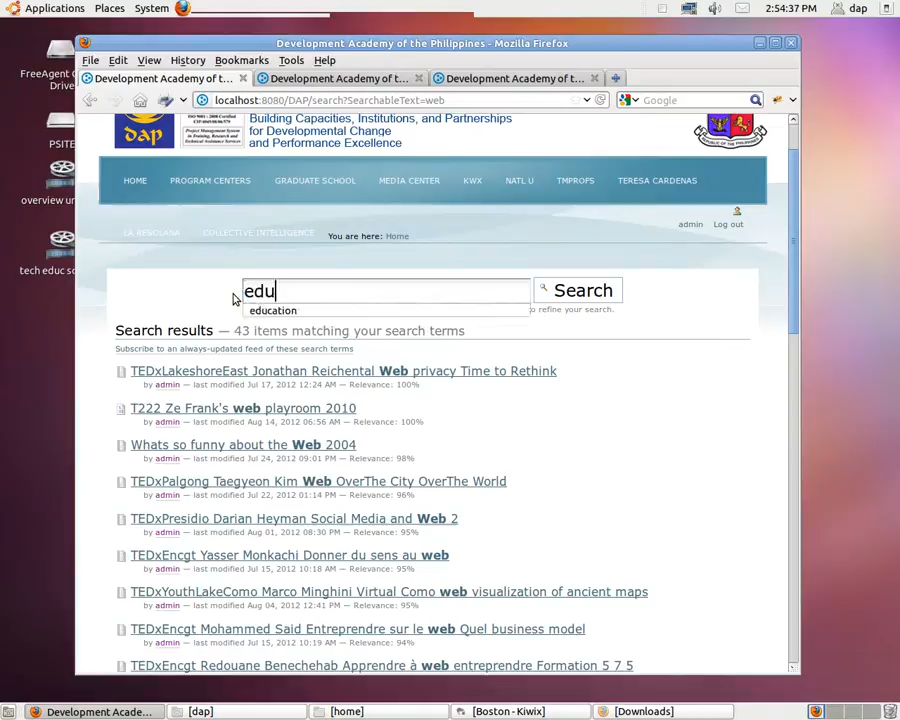 Applications Places System 2:54:37 PM dap
FreeAgent
Drive
PSITE
overview un
tech educ sc
Development Academy of the Philippines - Mozilla Firefox
File Edit View History Bookmarks Tools Help
Development Academy of t... Development Academy of t... Development Academy of t...
localhost:8080/DAP/search?SearchableText=web Google
dap
Building Capacities, Institutions, and Partnerships
for Developmental Change
and Performance Excellence
HOME PROGRAM CENTERS GRADUATE SCHOOL MEDIA CENTER KWX NATL U TMPROFS TERESA CARDENAS
admin Log out
LA RESOLANA COLLECTIVE INTELLIGENCE You are here: Home
edu Search
education to refine your search.
Search results — 43 items matching your search terms
Subscribe to an always-updated feed of these search terms
TEDxLakeshoreEast Jonathan Reichental Web privacy Time to Rethink
by admin — last modified Jul 17, 2012 12:24 AM — Relevance: 100%
T222 Ze Frank's web playroom 2010
by admin — last modified Aug 14, 2012 06:56 AM — Relevance: 100%
Whats so funny about the Web 2004
by admin — last modified Jul 24, 2012 09:01 PM — Relevance: 98%
TEDxPalgong Taegyeon Kim Web OverThe City OverThe World
by admin — last modified Jul 22, 2012 01:14 PM — Relevance: 96%
TEDxPresidio Darian Heyman Social Media and Web 2
by admin — last modified Aug 01, 2012 08:30 PM — Relevance: 95%
TEDxEncgt Yasser Monkachi Donner du sens au web
by admin — last modified Jul 15, 2012 10:18 AM — Relevance: 95%
TEDxYouthLakeComo Marco Minghini Virtual Como web visualization of ancient maps
by admin — last modified Aug 04, 2012 12:41 PM — Relevance: 95%
TEDxEncgt Mohammed Said Entreprendre sur le web Quel business model
by admin — last modified Jul 15, 2012 10:19 AM — Relevance: 94%
TEDxEncgt Redouane Benechehab Apprendre à web entreprendre Formation 5 7 5
Development Acade... [dap] [home] [Boston - Kiwix] [Downloads]